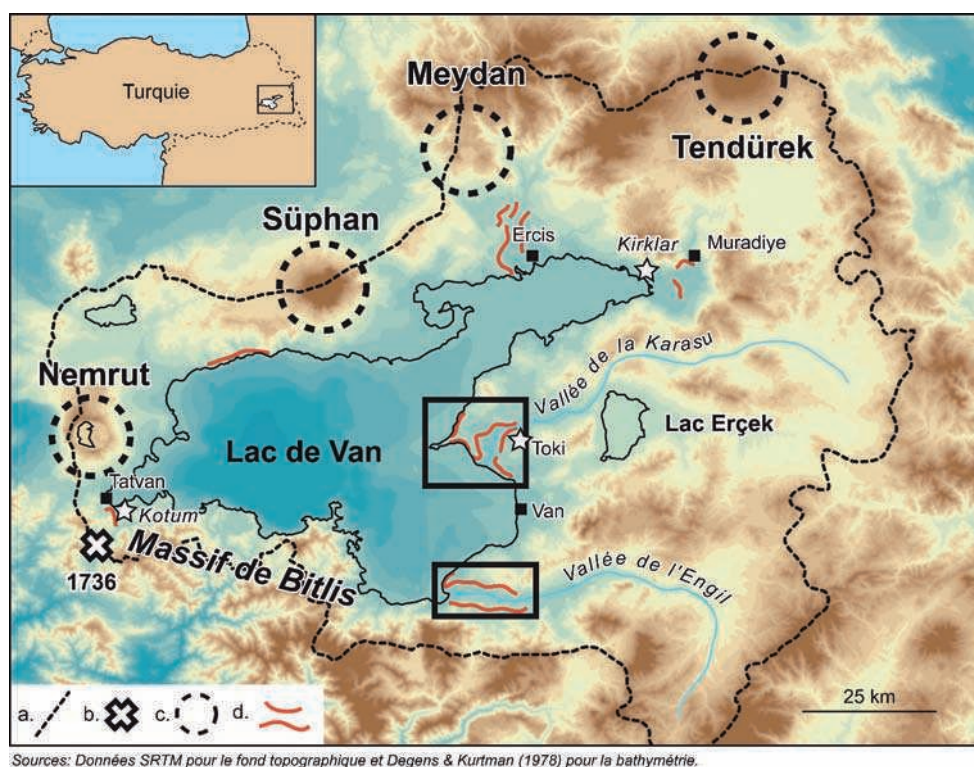 Turquie
Meydan
Tendürek
Süphan
Ercis
Kirklar
Muradiye
Nemrut
Vallée de la Karasu
Lac Erçek
Lac de Van
Toki
Tatvan
Kotum
Van
Massif de Bitlis
1736
Vallée de l'Engil
a. b. c. d.
25 km
Sources: Données SRTM pour le fond topographique et Degens & Kurtman (1978) pour la bathymétrie.